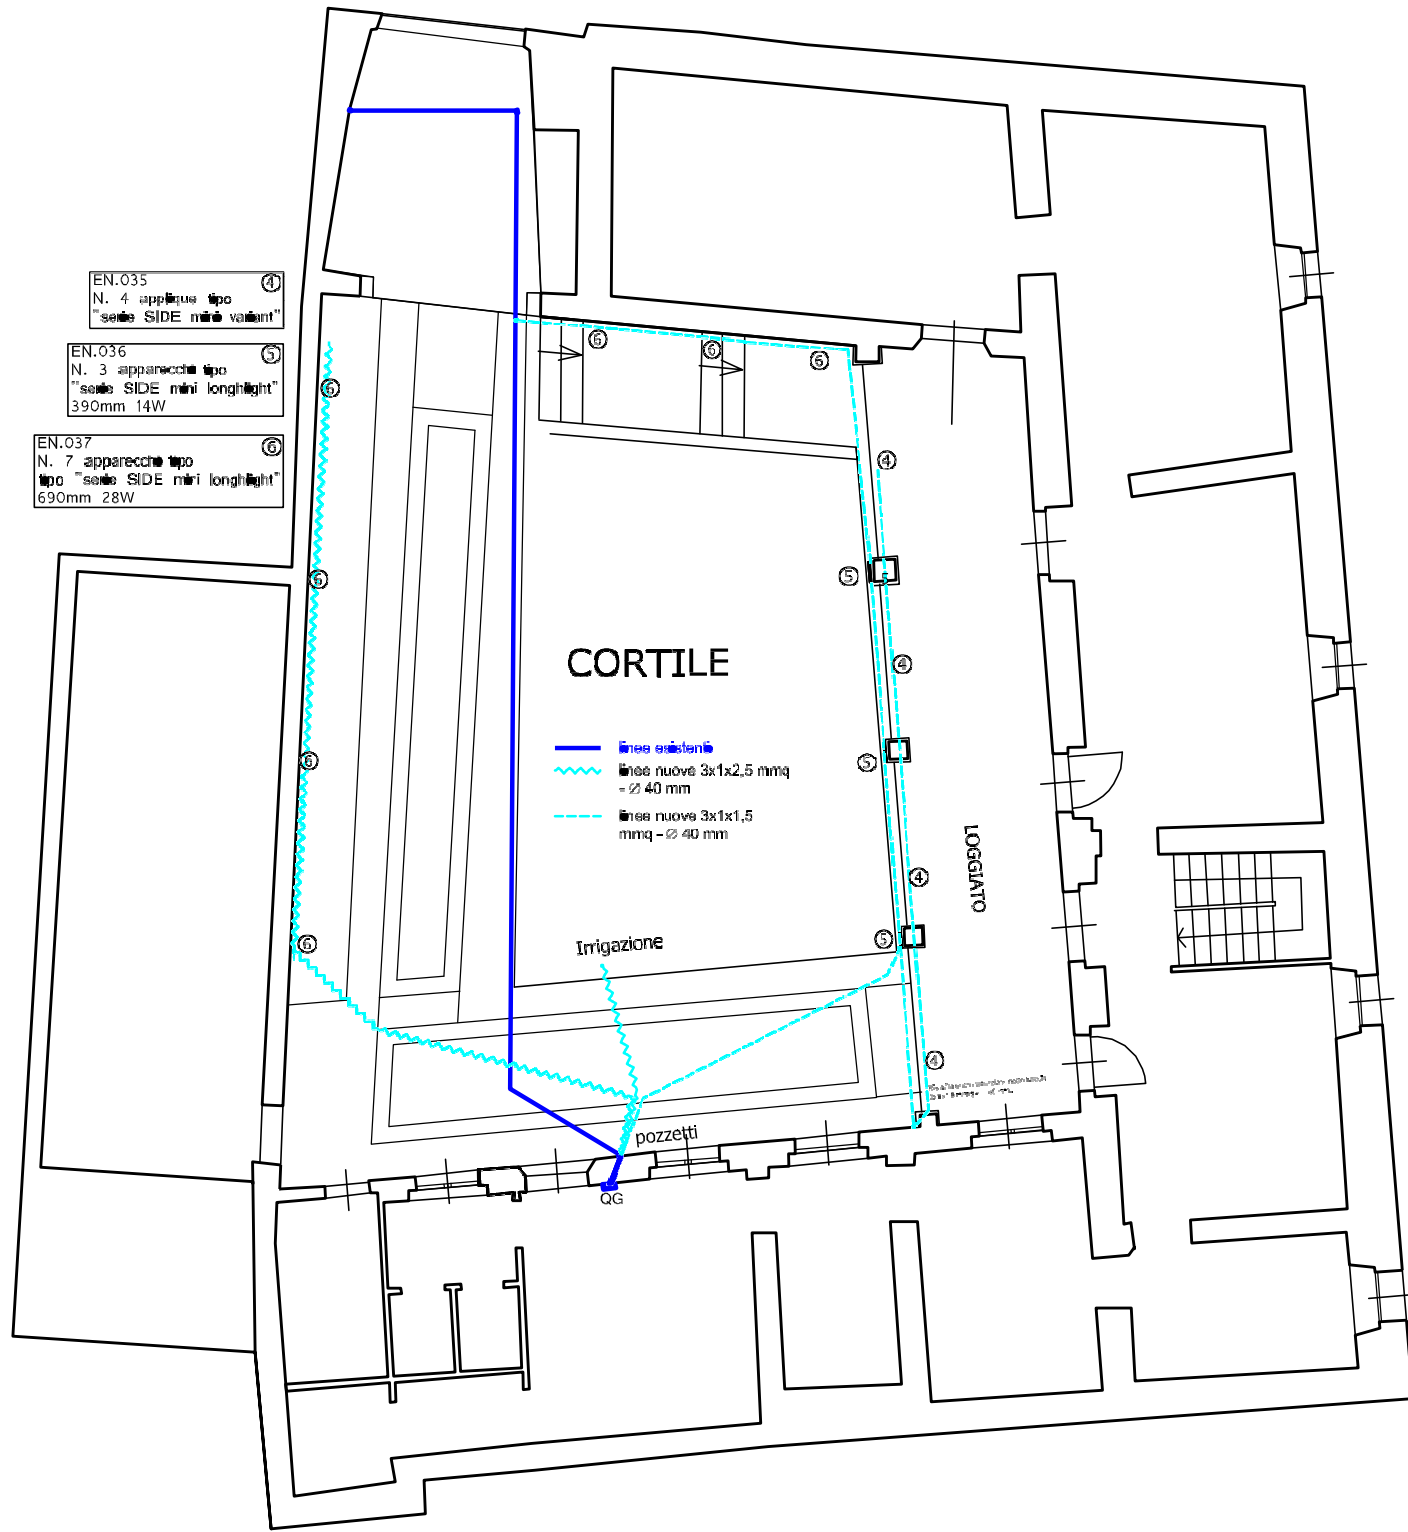 EN.035 ④
N. 4 applique tipo
"serie SIDE mini variant"
EN.036 ⑤
N. 3 apparecchi tipo
"serie SIDE mini longhlight"
390mm 14W
EN.037 ⑥
N. 7 apparecchi tipo
tipo "serie SIDE mini longhlight"
690mm 28W
⑥
⑥
⑥
⑥
④
⑥
⑤
④
CORTILE
linee esistenti
linee nuove 3x1x2,5 mmq
- ∅ 40 mm
linee nuove 3x1x1,5
mmq - ∅ 40 mm
⑥
⑤
LOGGIATO
④
⑥
Irrigazione
⑤
④
pozzetti
QG